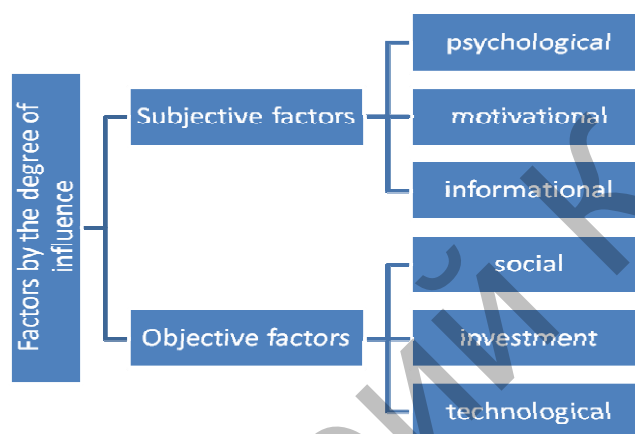 Factors by the degree of
influence
Subjective factors
psychological
motivational
informational
Objective factors
social
investment
technological